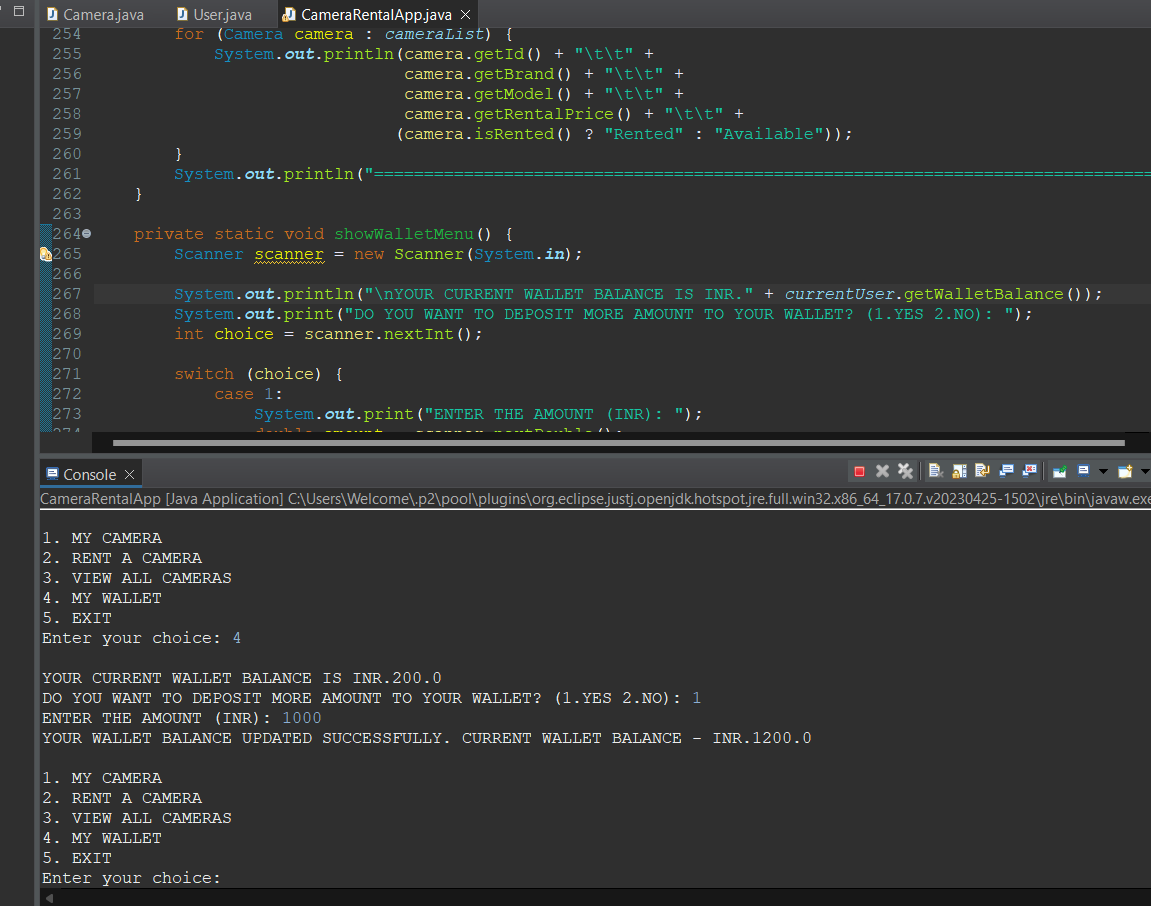 Camera.java User.java CameraRentalApp.java
254 for (Camera camera : cameraList) {
255 System.out.println(camera.getId() + "\t\t" +
256 camera.getBrand() + "\t\t" +
257 camera.getModel() + "\t\t" +
258 camera.getRentalPrice() + "\t\t" +
259 (camera.isRented() ? "Rented" : "Available"));
260 }
261 System.out.println("==============================================================================
262 }
263
264 private static void showWalletMenu() {
265 Scanner scanner = new Scanner(System.in);
266
267 System.out.println("\nYOUR CURRENT WALLET BALANCE IS INR." + currentUser.getWalletBalance());
268 System.out.print("DO YOU WANT TO DEPOSIT MORE AMOUNT TO YOUR WALLET? (1.YES 2.NO): ");
269 int choice = scanner.nextInt();
270
271 switch (choice) {
272 case 1:
273 System.out.print("ENTER THE AMOUNT (INR): ");
Console
CameraRentalApp [Java Application] C:\Users\Welcome\.p2\pool\plugins\org.eclipse.justj.openjdk.hotspot.jre.full.win32.x86_64_17.0.7.v20230425-1502\jre\bin\javaw.exe
1. MY CAMERA
2. RENT A CAMERA
3. VIEW ALL CAMERAS
4. MY WALLET
5. EXIT
Enter your choice: 4
YOUR CURRENT WALLET BALANCE IS INR.200.0
DO YOU WANT TO DEPOSIT MORE AMOUNT TO YOUR WALLET? (1.YES 2.NO): 1
ENTER THE AMOUNT (INR): 1000
YOUR WALLET BALANCE UPDATED SUCCESSFULLY. CURRENT WALLET BALANCE - INR.1200.0
1. MY CAMERA
2. RENT A CAMERA
3. VIEW ALL CAMERAS
4. MY WALLET
5. EXIT
Enter your choice: